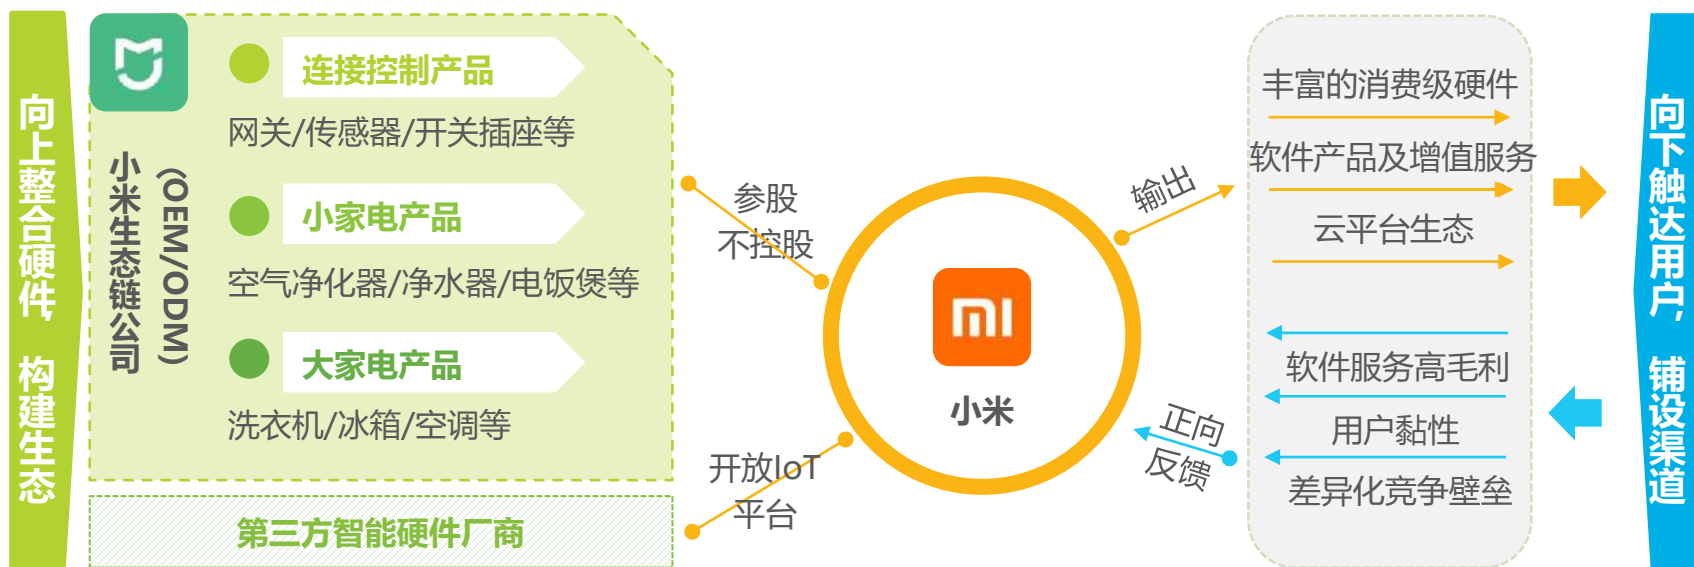 向上整合硬件，构建生态
小米生态链公司
(OEM/ODM)
连接控制产品
网关/传感器/开关插座等
小家电产品
空气净化器/净水器/电饭煲等
大家电产品
洗衣机/冰箱/空调等
第三方智能硬件厂商
参股
不控股
开放IoT
平台
小米
输出
正向
反馈
丰富的消费级硬件
软件产品及增值服务
云平台生态
软件服务高毛利
用户黏性
差异化竞争壁垒
向下触达用户，铺设渠道